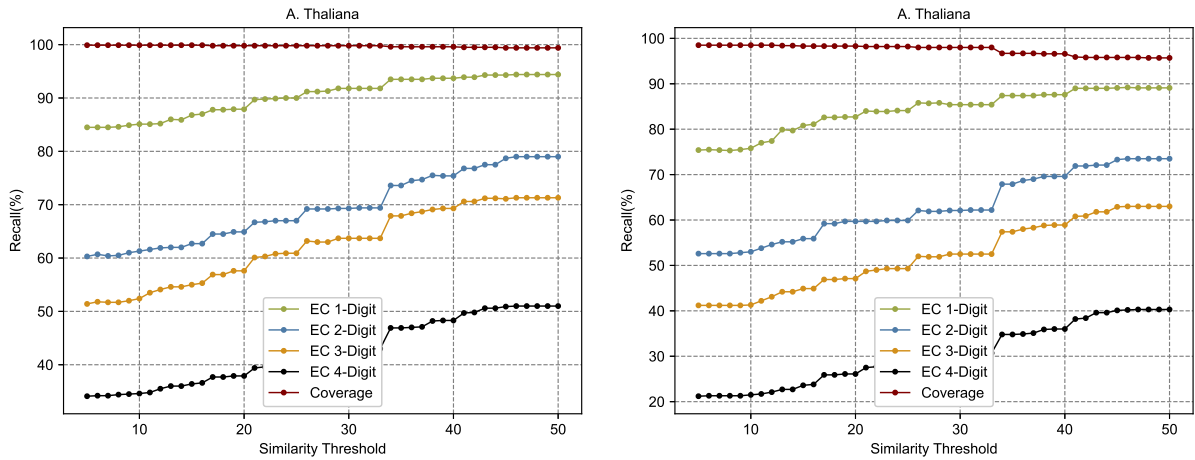 A. Thaliana
100
90
80
70
60
50
40
Recall(%)
10
20
30
40
50
Similarity Threshold
EC 1-Digit
EC 2-Digit
EC 3-Digit
EC 4-Digit
Coverage
A. Thaliana
100
90
80
70
60
50
40
30
20
Recall(%)
10
20
30
40
50
Similarity Threshold
EC 1-Digit
EC 2-Digit
EC 3-Digit
EC 4-Digit
Coverage